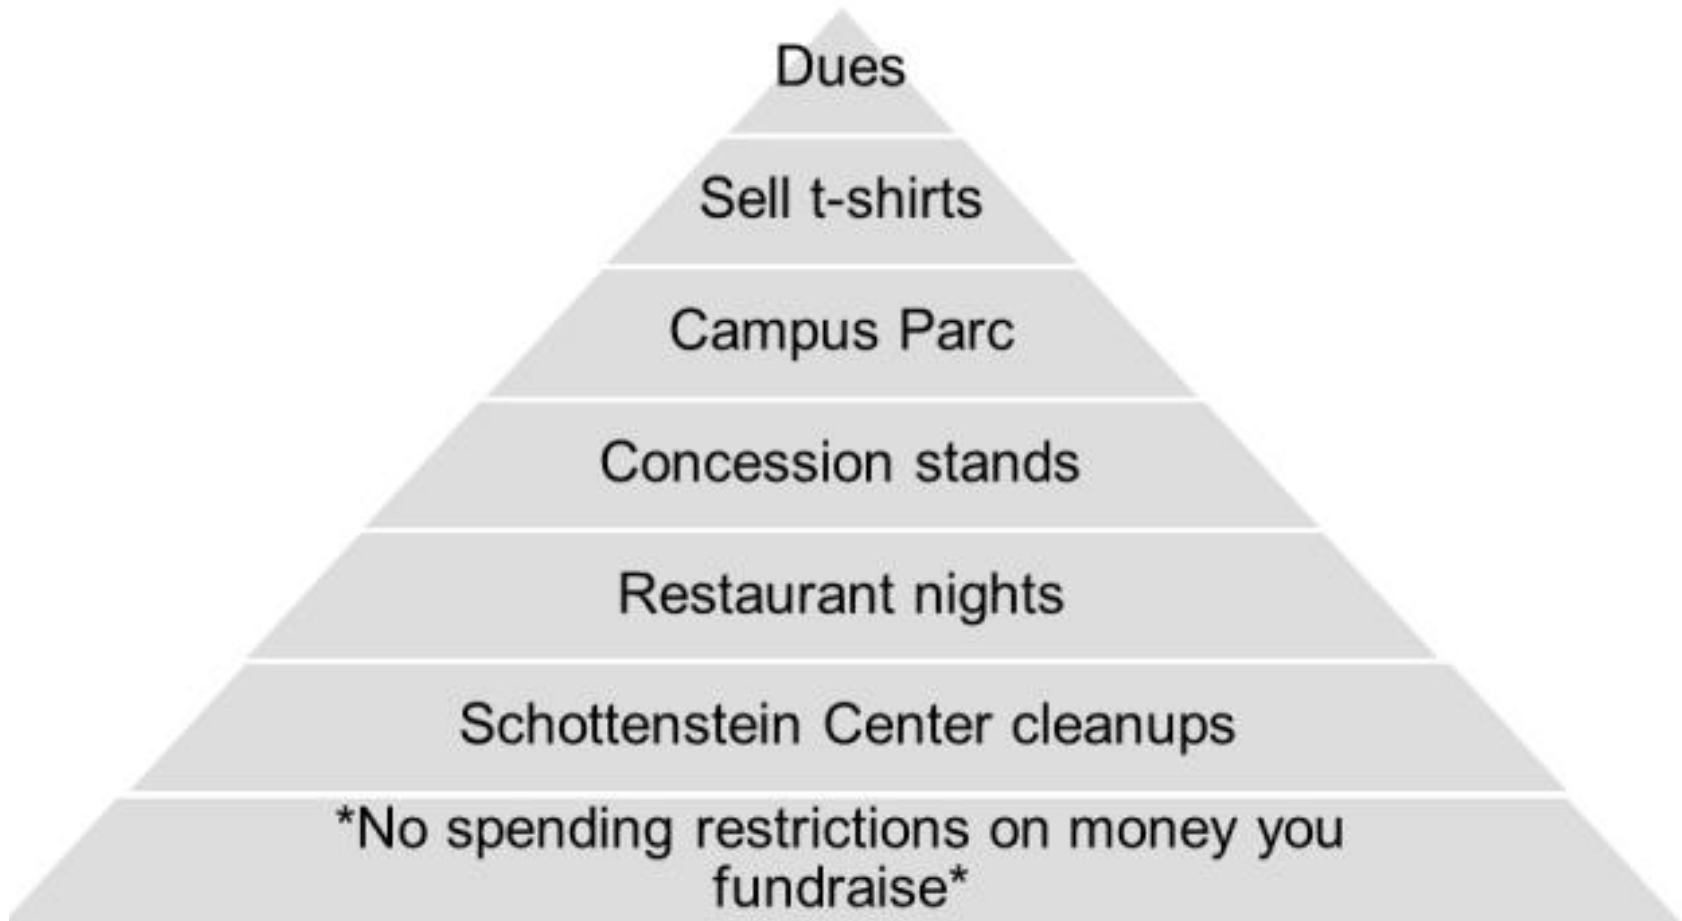 Dues
Sell t-shirts
Campus Parc
Concession stands
Restaurant nights
Schottenstein Center cleanups
*No spending restrictions on money you
fundraise*